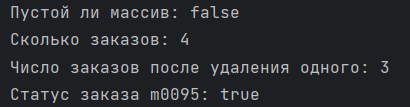 Пустой ли массив: false
Сколько заказов: 4
Число заказов после удаления одного: 3
Статус заказа m0095: true